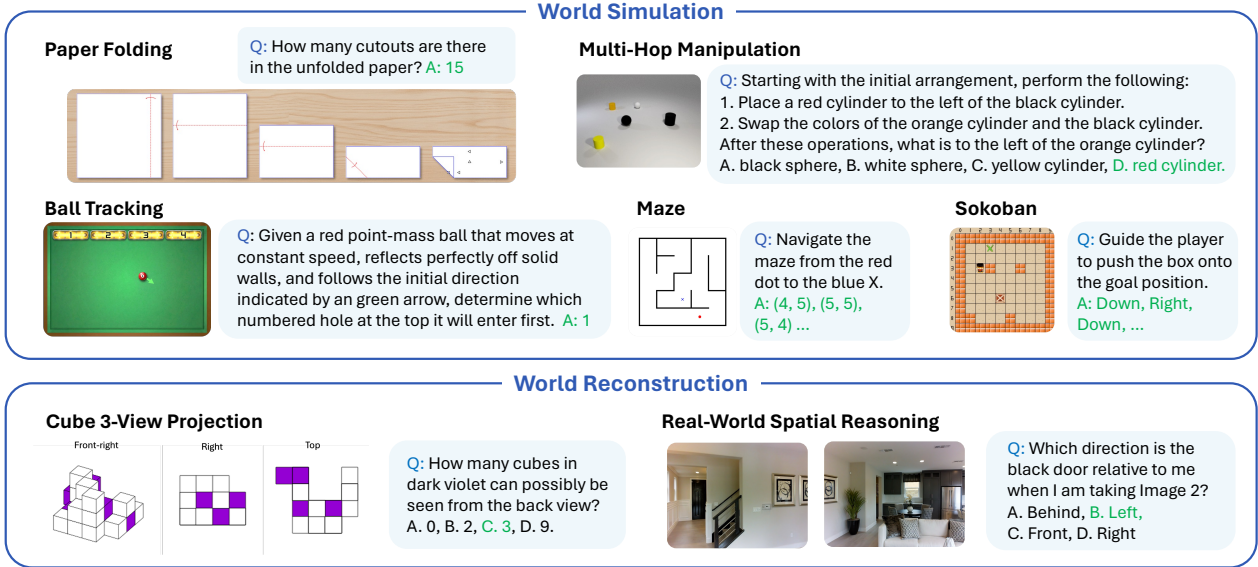 World Simulation
Paper Folding
Q: How many cutouts are there
in the unfolded paper? A: 15
Multi-Hop Manipulation
Q: Starting with the initial arrangement, perform the following:
1. Place a red cylinder to the left of the black cylinder.
2. Swap the colors of the orange cylinder and the black cylinder.
After these operations, what is to the left of the orange cylinder?
A. black sphere, B. white sphere, C. yellow cylinder, D. red cylinder.
Ball Tracking
1 2 3 4
Q: Given a red point-mass ball that moves at
constant speed, reflects perfectly off solid
walls, and follows the initial direction
indicated by an green arrow, determine which
numbered hole at the top it will enter first. A: 1
Maze
Q: Navigate the
maze from the red
dot to the blue X.
A: (4, 5), (5, 5),
(5, 4) ...
Sokoban
Q: Guide the player
to push the box onto
the goal position.
A: Down, Right,
Down, ...
World Reconstruction
Cube 3-View Projection
Front-right
Right
Top
Q: How many cubes in
dark violet can possibly be
seen from the back view?
A. 0, B. 2, C. 3, D. 9.
Real-World Spatial Reasoning
Q: Which direction is the
black door relative to me
when I am taking Image 2?
A. Behind, B. Left,
C. Front, D. Right